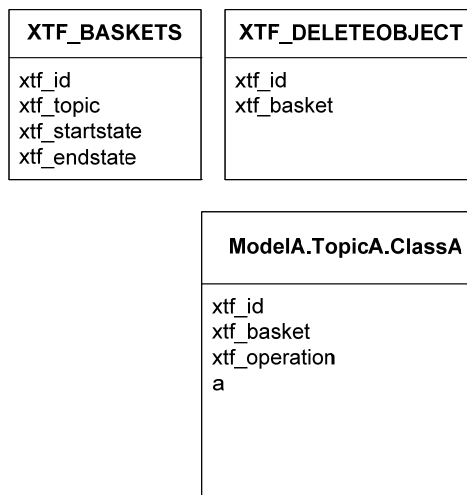 XTF_BASKETS
xtf_id
xtf_topic
xtf_startstate
xtf_endstate
XTF_DELETEOBJECT
xtf_id
xtf_basket
ModelA.TopicA.ClassA
xtf_id
xtf_basket
xtf_operation
a